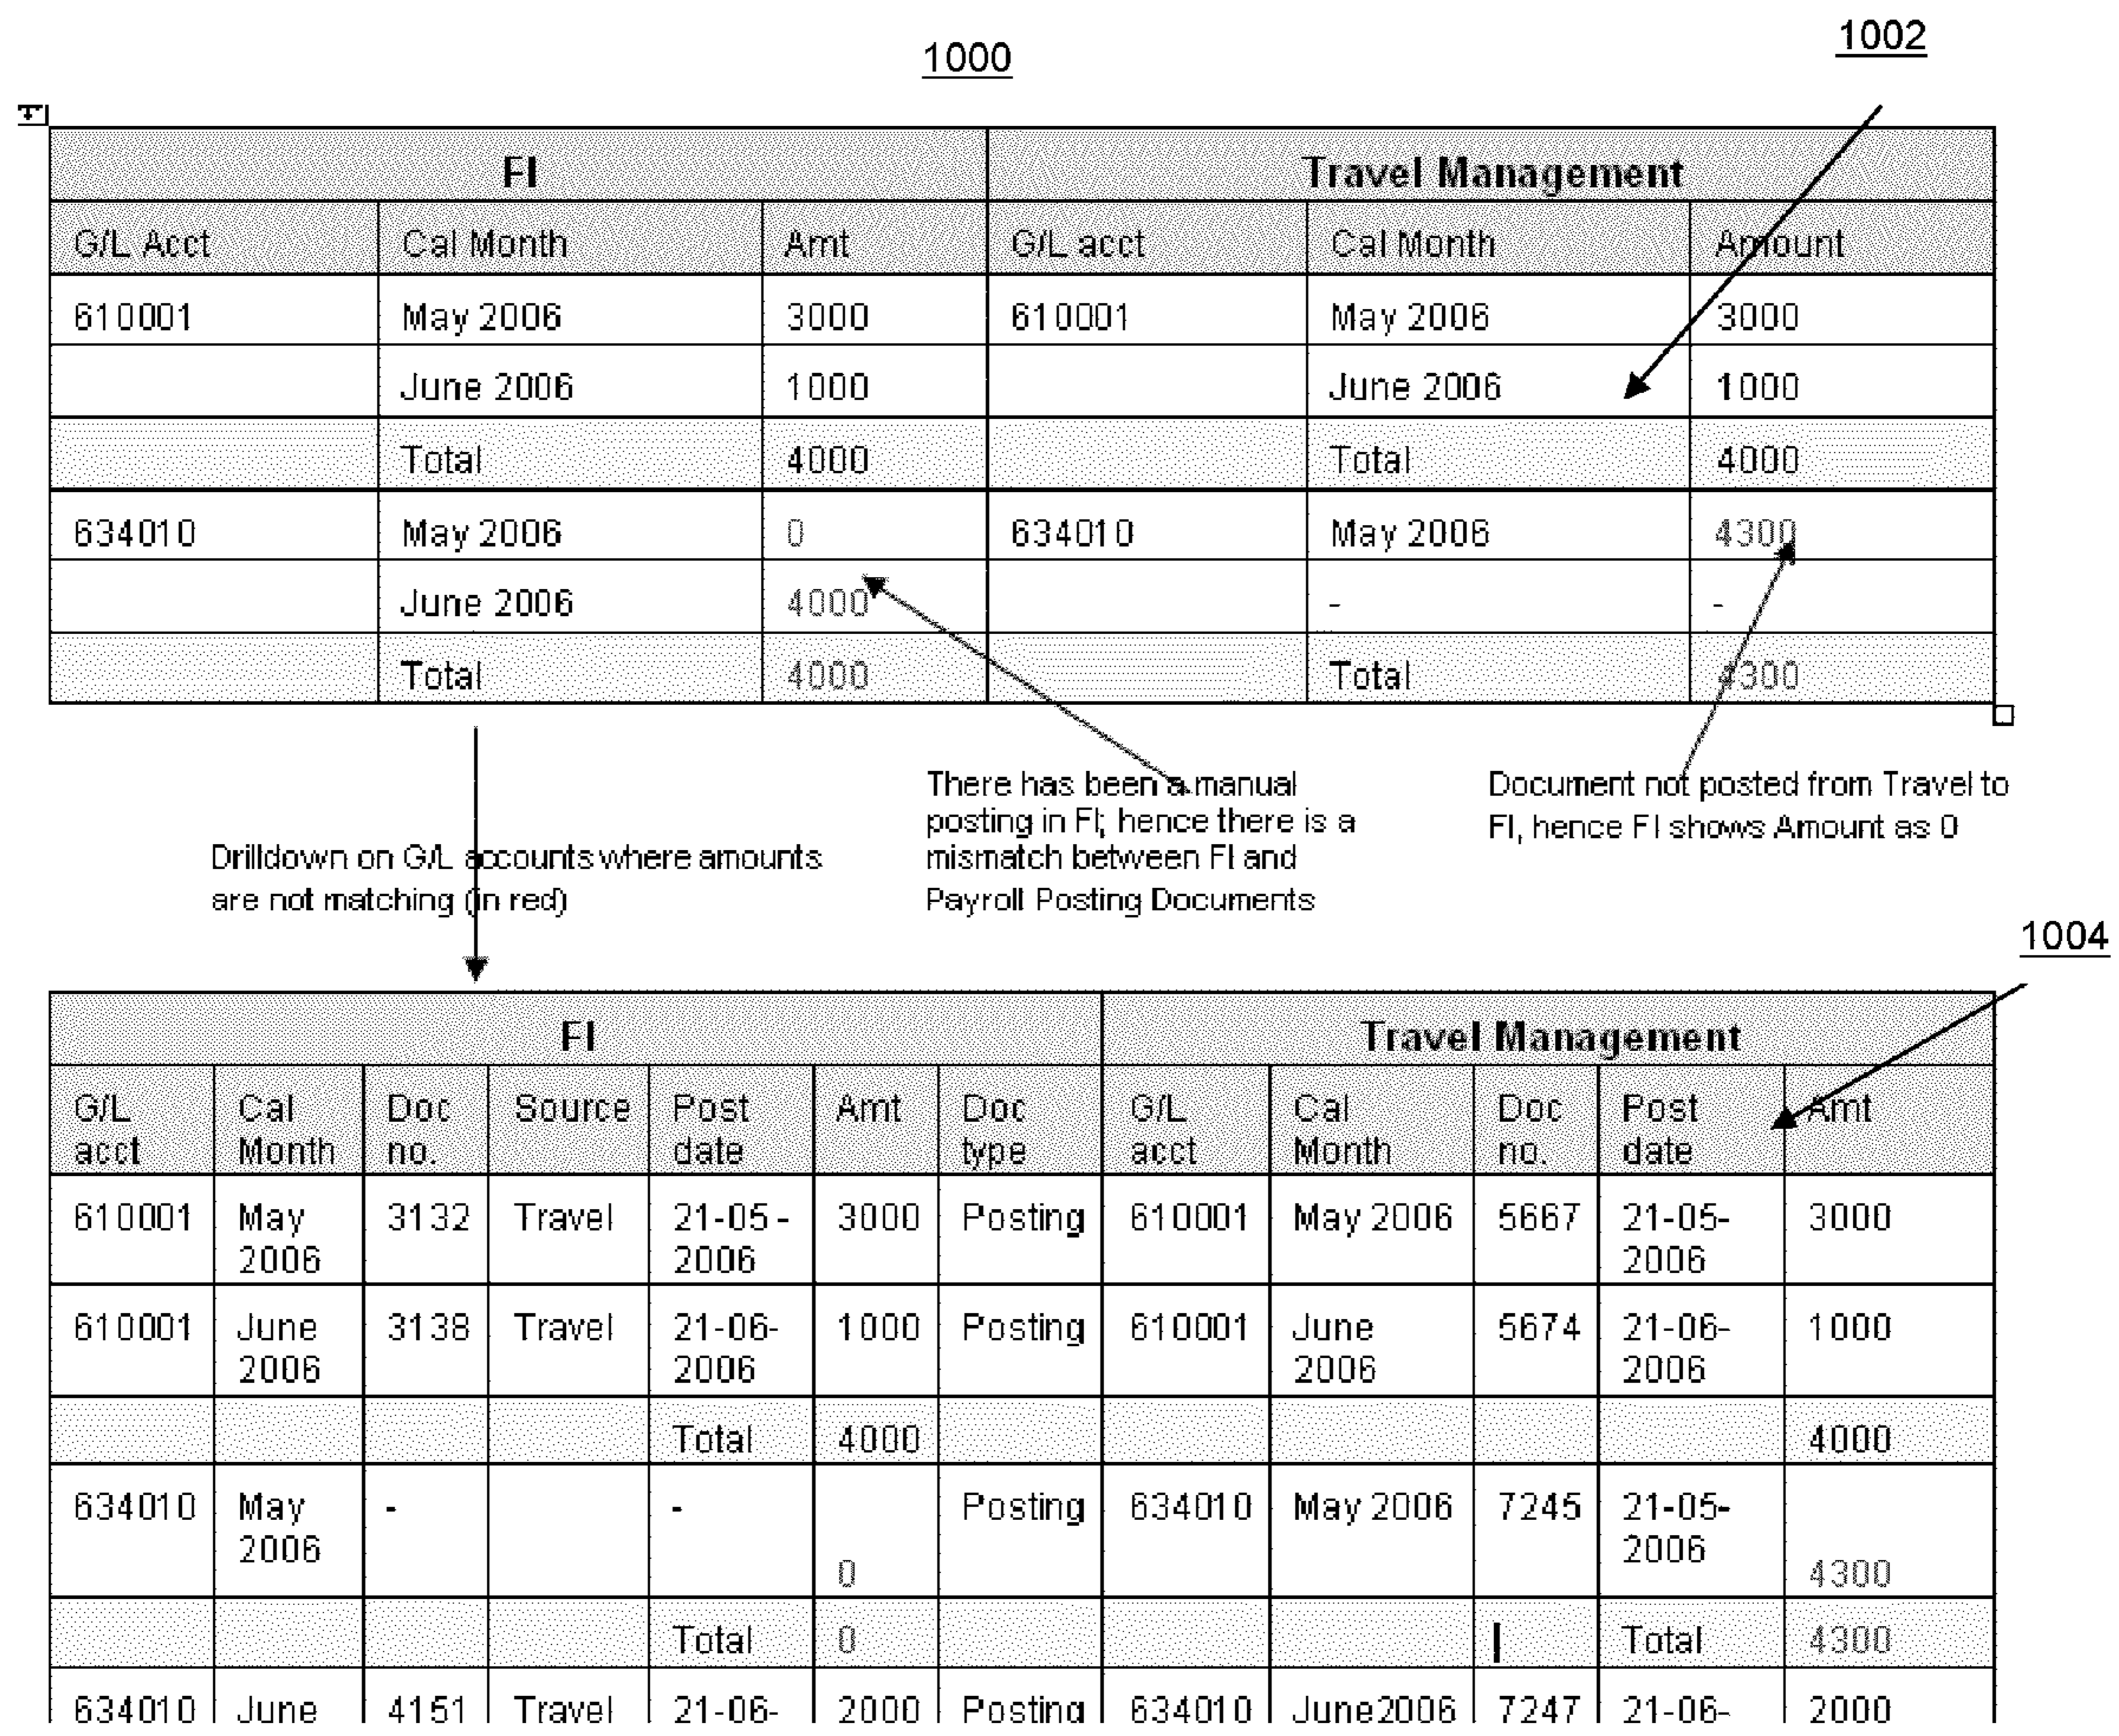 1000
1002
FI Travel Management
G/L Acct Cal Month Amt G/L acct Cal Month Amount
610001 May 2006 3000 610001 May 2006 3000
June 2006 1000 June 2006 1000
Total 4000 Total 4000
634010 May 2006 0 634010 May 2006 4300
June 2006 4000 - -
Total 4000 Total 4300
Drilldown on G/L accounts where amounts
are not matching (in red)
There has been a manual
posting in FI; hence there is a
mismatch between FI and
Payroll Posting Documents
Document not posted from Travel to
FI, hence FI shows Amount as 0
1004
FI Travel Management
G/L Cal Doc Source Post Amt Doc G/L Cal Doc Post Amt
acct Month no. date type acct Month no. date
610001 May 3132 Travel 21-05- 3000 Posting 610001 May 2006 5667 21-05- 3000
2006 2006 2006
610001 June 3138 Travel 21-06- 1000 Posting 610001 June 5674 21-06- 1000
2006 2006 2006 2006
Total 4000 4000
634010 May - - Posting 634010 May 2006 7245 21-05-
2006 2006
0 4300
Total 0 Total 4300
634010 June 4151 Travel 21-06- 2000 Posting 634010 June2006 7247 21-06- 2000